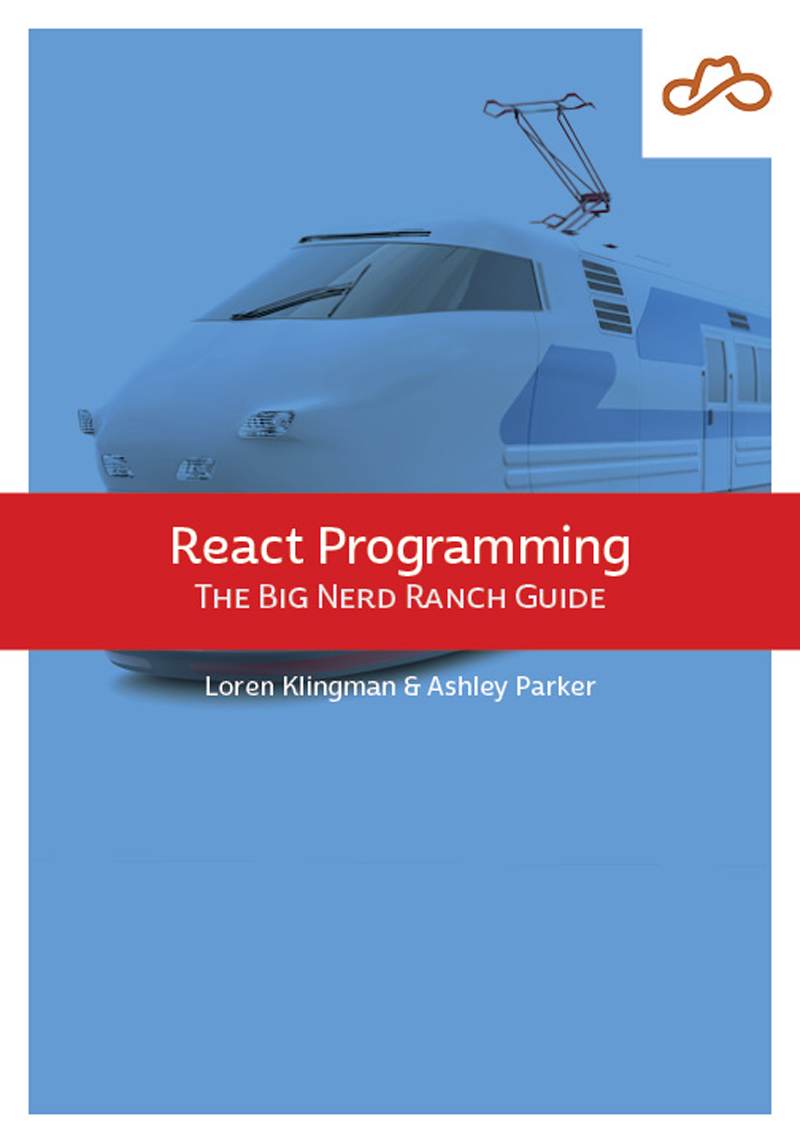 React Programming
The Big Nerd Ranch Guide
Loren Klingman & Ashley Parker